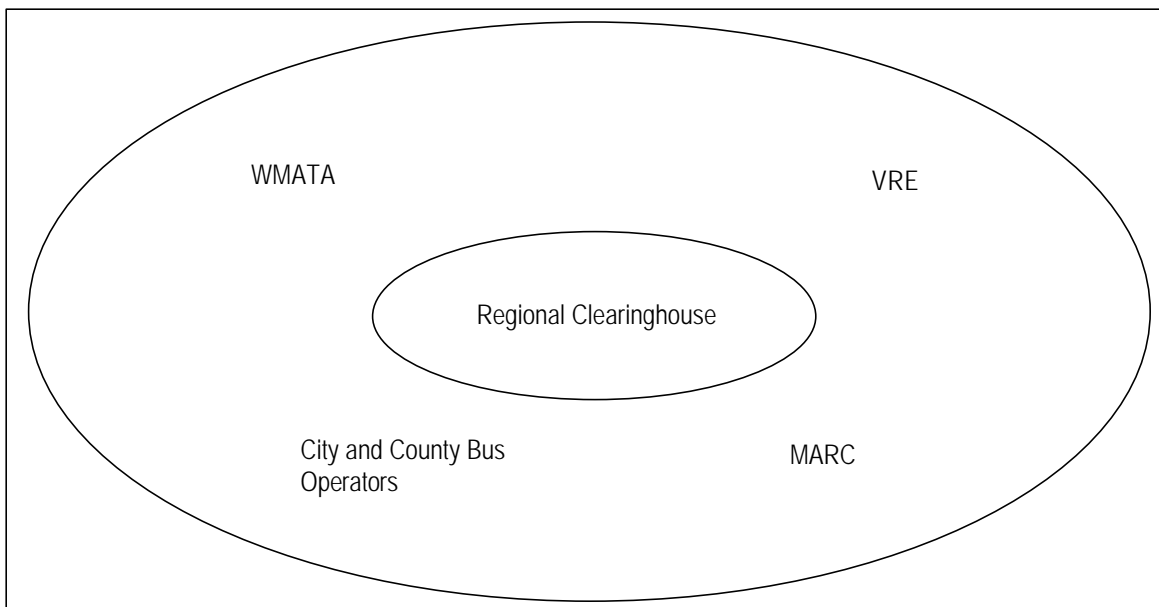 WMATA
VRE
Regional Clearinghouse
City and County Bus
Operators
MARC